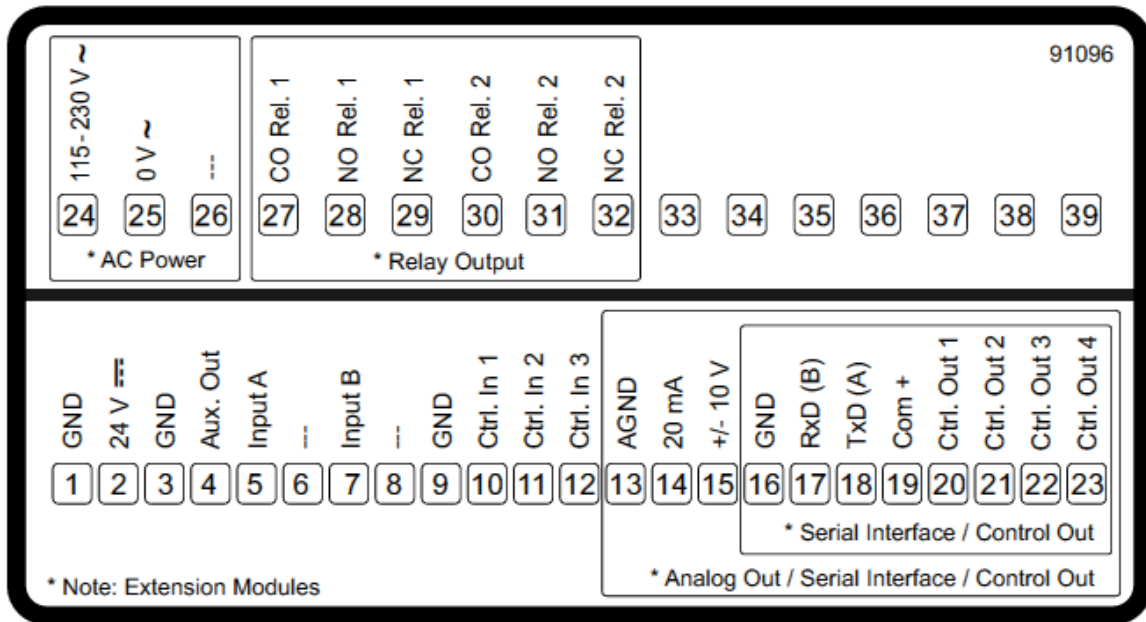 91096
115 - 230 V ~
0 V ~
---
CO Rel. 1
NO Rel. 1
NC Rel. 1
CO Rel. 2
NO Rel. 2
NC Rel. 2
24 25 26 27 28 29 30 31 32 33 34 35 36 37 38 39
* AC Power
* Relay Output
GND
24 V ⎓
GND
Aux. Out
Input A
---
Input B
---
GND
Ctrl. In 1
Ctrl. In 2
Ctrl. In 3
AGND
20 mA
+/- 10 V
GND
RxD (B)
TxD (A)
Com +
Ctrl. Out 1
Ctrl. Out 2
Ctrl. Out 3
Ctrl. Out 4
1 2 3 4 5 6 7 8 9 10 11 12 13 14 15 16 17 18 19 20 21 22 23
* Serial Interface / Control Out
* Analog Out / Serial Interface / Control Out
* Note: Extension Modules